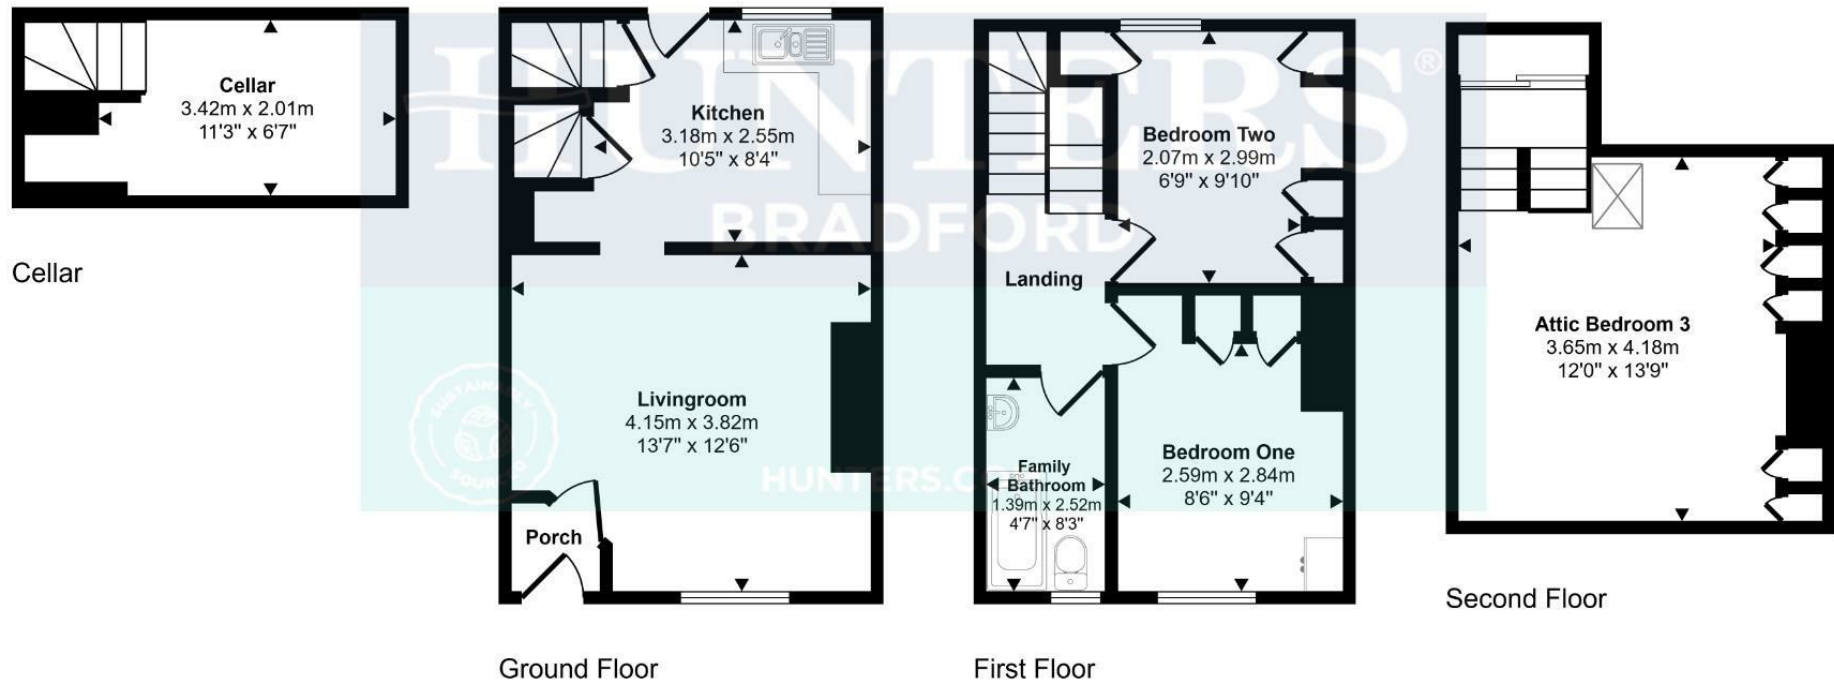 Cellar
3.42m x 2.01m
11'3" x 6'7"
Cellar
Kitchen
3.18m x 2.55m
10'5" x 8'4"
Livingroom
4.15m x 3.82m
13'7" x 12'6"
Porch
Ground Floor
Bedroom Two
2.07m x 2.99m
6'9" x 9'10"
Landing
Bedroom One
2.59m x 2.84m
8'6" x 9'4"
Family
Bathroom
1.39m x 2.52m
4'7" x 8'3"
First Floor
Attic Bedroom 3
3.65m x 4.18m
12'0" x 13'9"
Second Floor
HUNTERS®
BRADFORD
SUSTAINABLY
SOURCED
HUNTERS.C